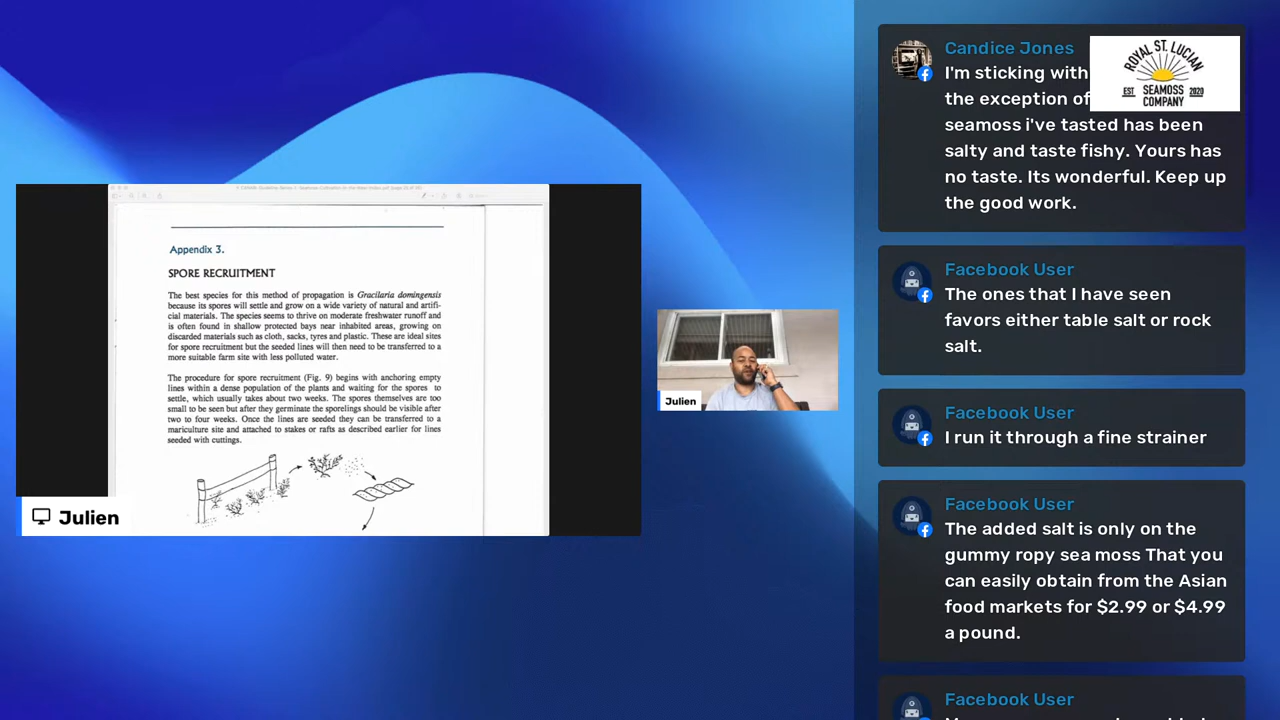 Appendix 3.
SPORE RECRUITMENT
The best species for this method of propagation is Gracilaria domingensis
because its spores will settle and grow on a wide variety of natural and artifi-
cial materials. The species seems to thrive on moderate freshwater runoff and
is often found in shallow protected bays near inhabited areas, growing on
discarded materials such as cloth, sacks, tyres and plastic. These are ideal sites
for spore recruitment but the seeded lines will then need to be transferred to a
more suitable farm site with less polluted water.
The procedure for spore recruitment (Fig. 9) begins with anchoring empty
lines within a dense population of the plants and waiting for the spores to
settle, which usually takes about two weeks. The spores themselves are too
small to be seen but after they germinate the sporelings should be visible after
two to four weeks. Once the lines are seeded they can be transferred to a
mariculture site and attached to stakes or rafts as described earlier for lines
seeded with cuttings.
Julien
Julien
Candice Jones
I'm sticking with
the exception of
seamoss i've tasted has been
salty and taste fishy. Yours has
no taste. Its wonderful. Keep up
the good work.
ROYAL ST. LUCIAN
EST 2020
SEAMOSS
COMPANY
Facebook User
The ones that I have seen
favors either table salt or rock
salt.
Facebook User
I run it through a fine strainer
Facebook User
The added salt is only on the
gummy ropy sea moss That you
can easily obtain from the Asian
food markets for $2.99 or $4.99
a pound.
Facebook User